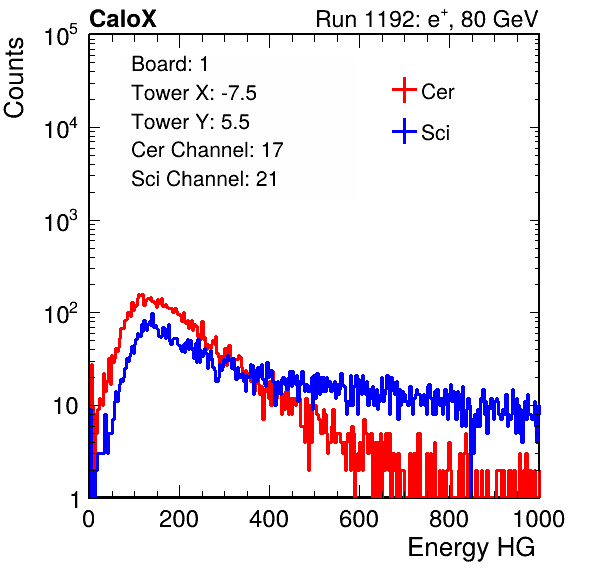 CaloX Run 1192: e⁺, 80 GeV
Counts
10⁵
10⁴
10³
10²
10
1
Board: 1
Tower X: -7.5
Tower Y: 5.5
Cer Channel: 17
Sci Channel: 21
Cer
Sci
0 200 400 600 800 1000
Energy HG